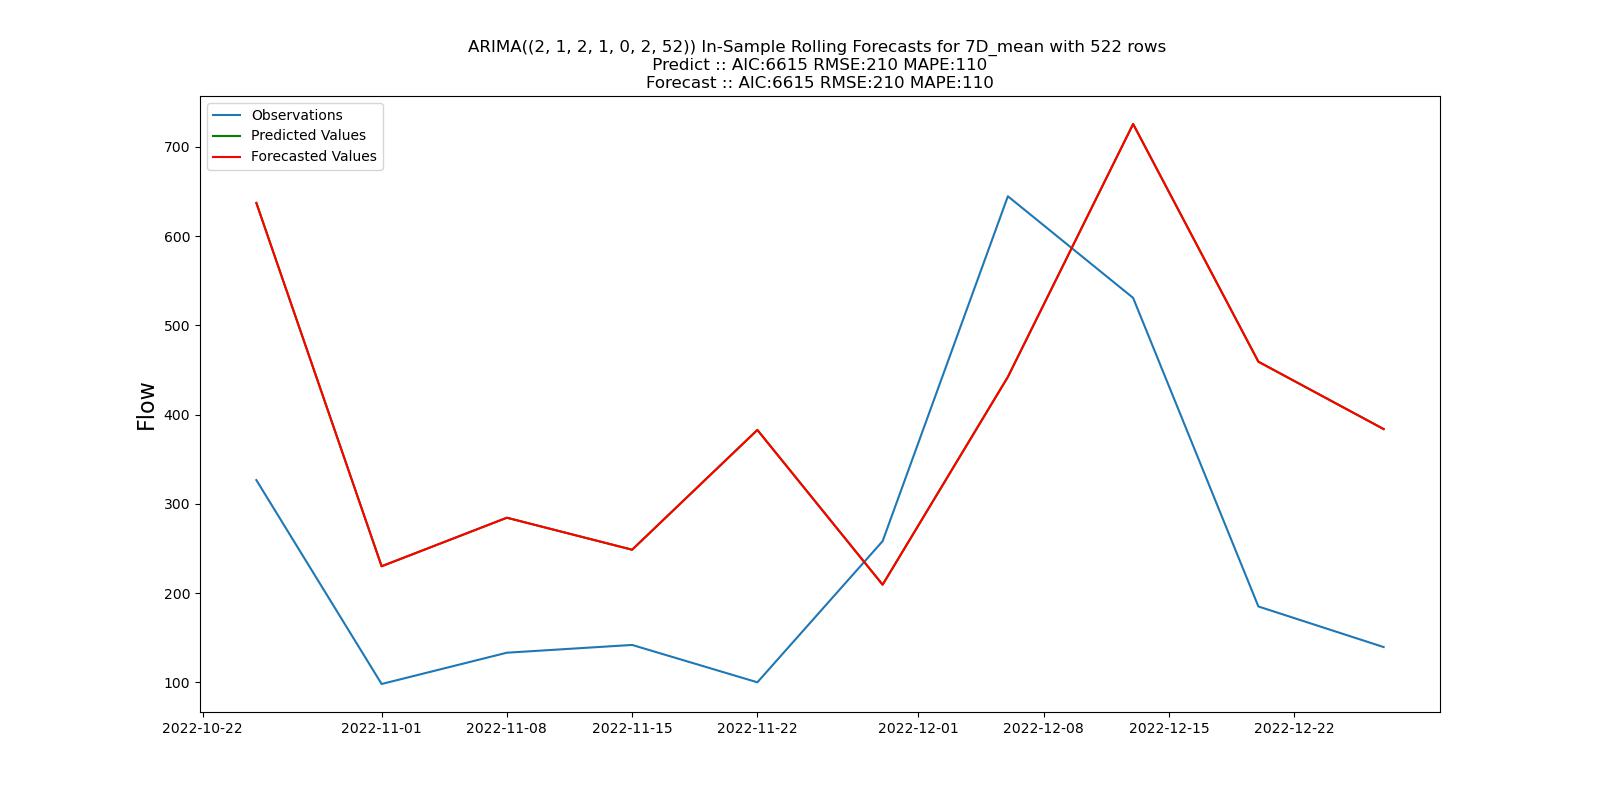 ARIMA((2, 1, 2, 1, 0, 2, 52)) In-Sample Rolling Forecasts for 7D_mean with 522 rows
Predict :: AIC:6615 RMSE:210 MAPE:110
Forecast :: AIC:6615 RMSE:210 MAPE:110
Observations
Predicted Values
Forecasted Values
Flow
700
600
500
400
300
200
100
2022-10-22 2022-11-01 2022-11-08 2022-11-15 2022-11-22 2022-12-01 2022-12-08 2022-12-15 2022-12-22